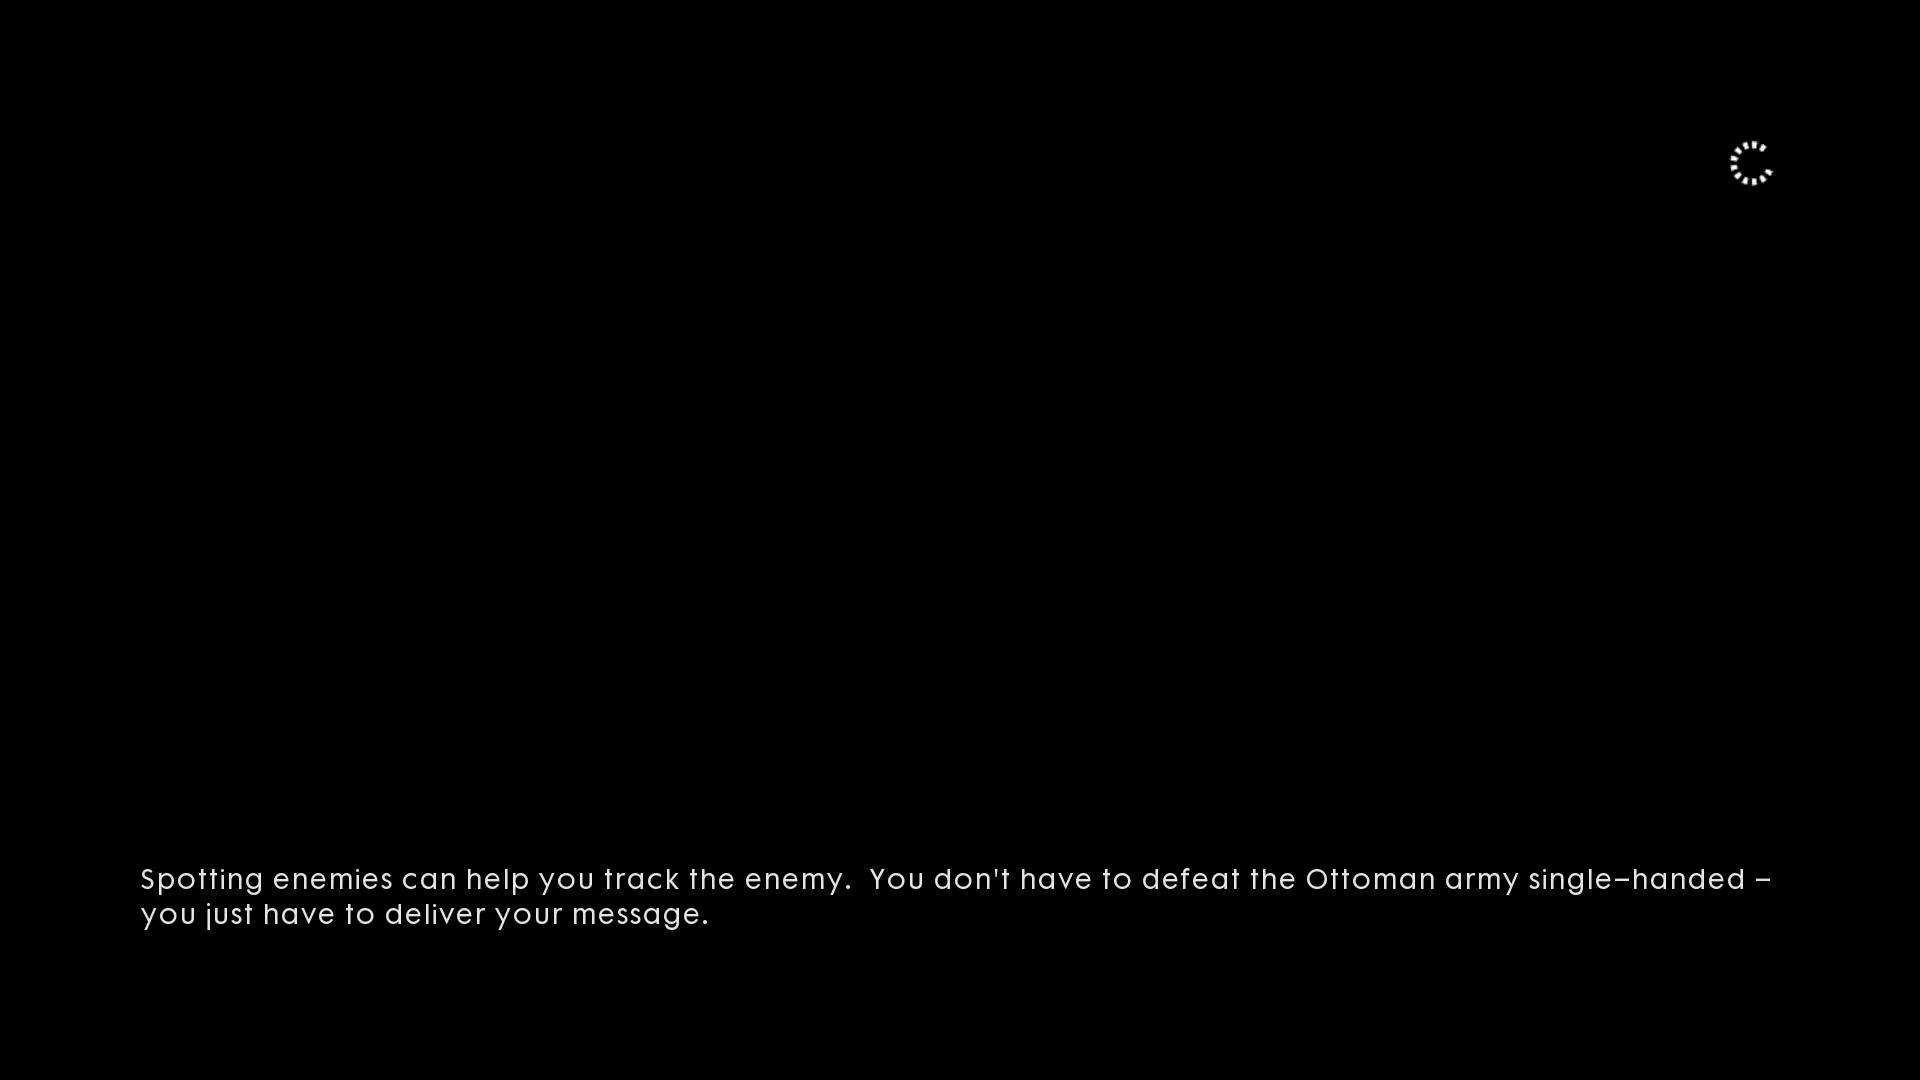 Spotting enemies can help you track the enemy.  You don't have to defeat the Ottoman army single-handed -
you just have to deliver your message.